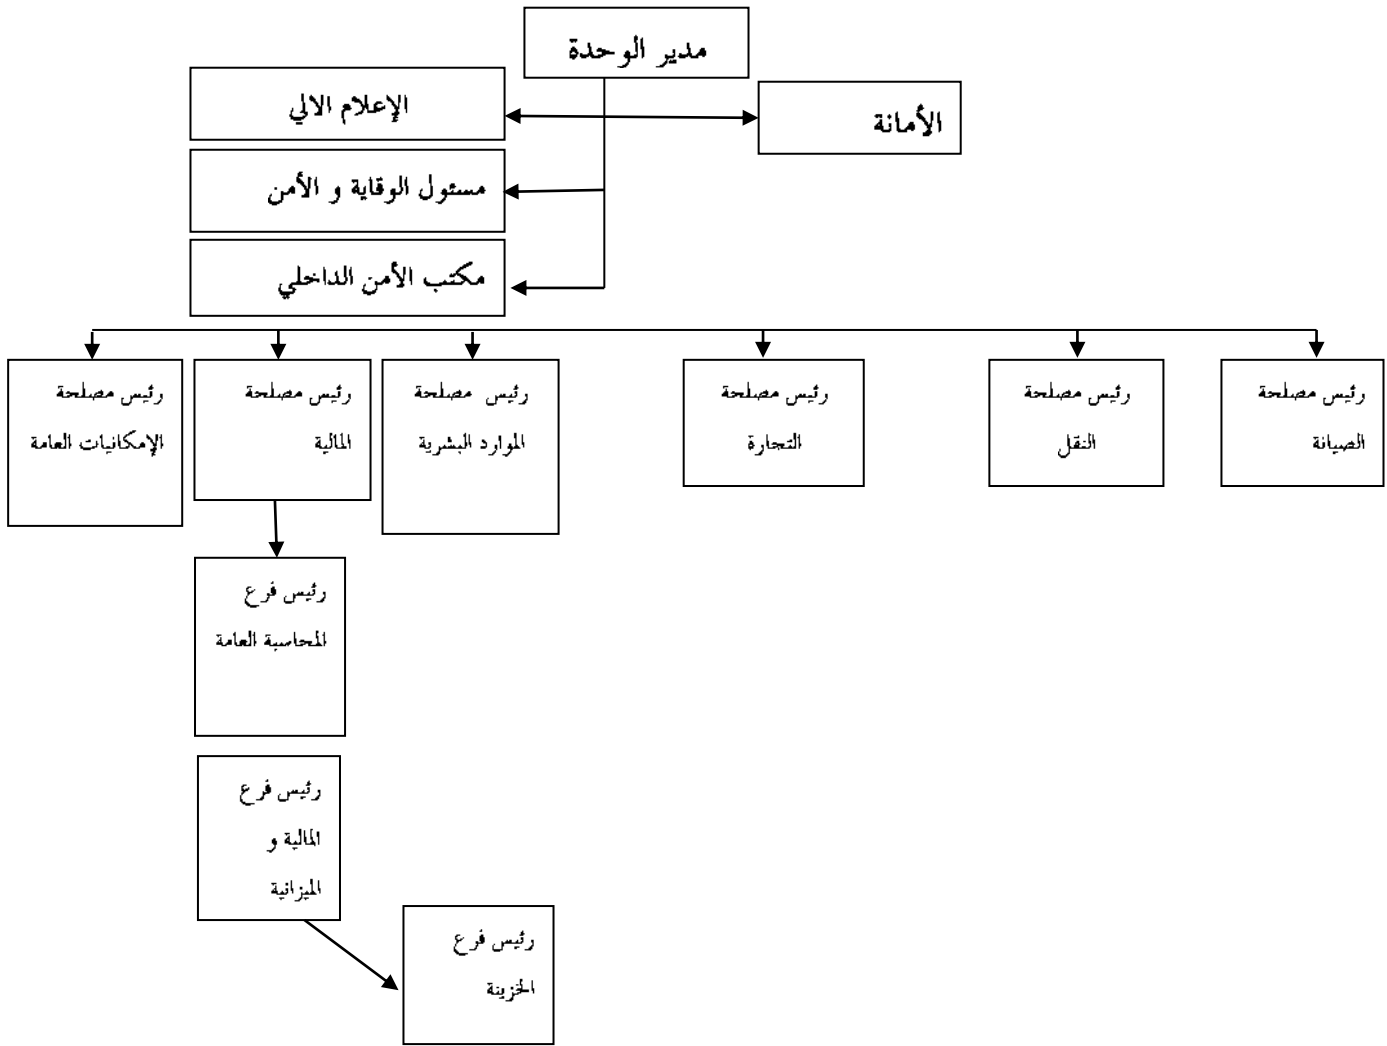 مدير الوحدة
الأمانة
الإعلام الالي
مسئول الوقاية و الأمن
مكتب الأمن الداخلي
رئيس مصلحة
الصيانة
رئيس مصلحة
النقل
رئيس مصلحة
التجارة
رئيس مصلحة
الموارد البشرية
رئيس مصلحة
المالية
رئيس مصلحة
الإمكانيات العامة
رئيس فرع
المحاسبة العامة
رئيس فرع
المالية و
الميزانية
رئيس فرع
الخزينة